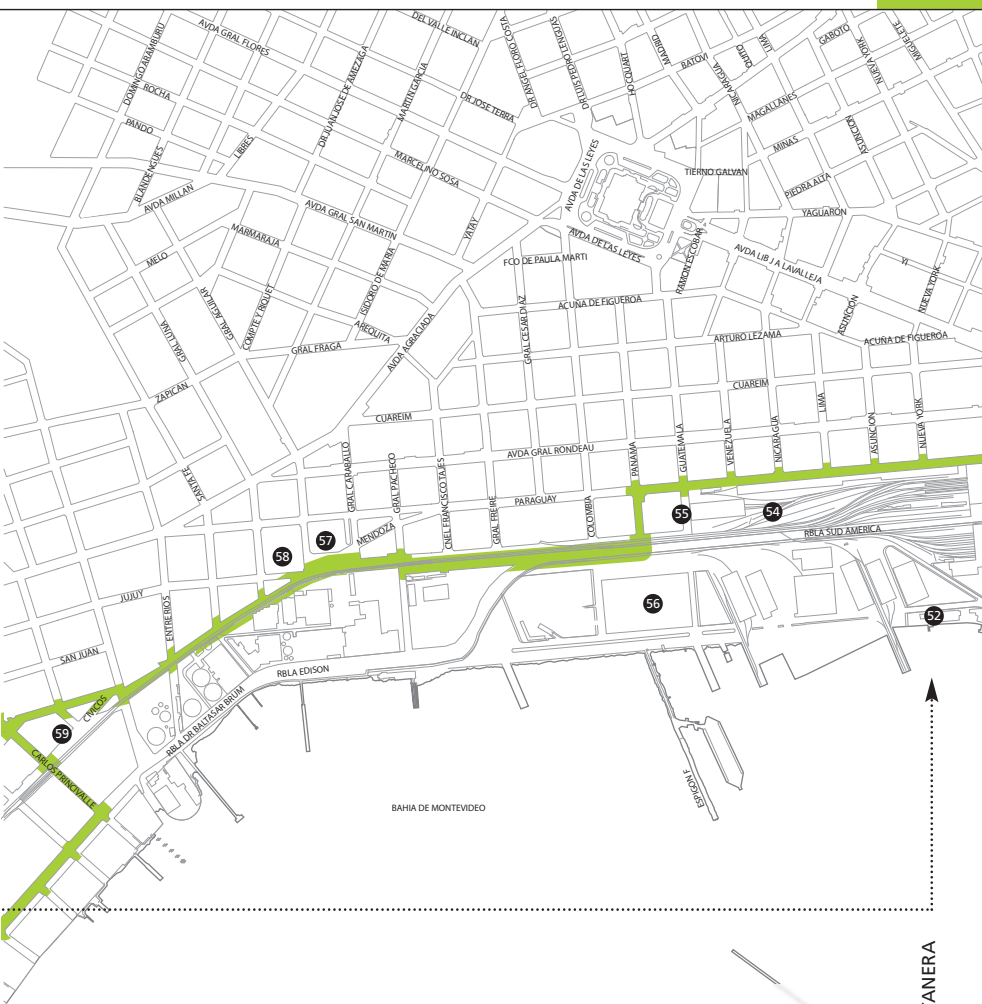 DEL VALLE INCLAN
AVDA GRAL FLORES
DOMINGO ARAMBURU
DR JUAN JOSE DE AMEZAGA
MARTIN GARCIA
DR ANGEL FLORO COSTA
DR LUIS PEDRO LENGUAS
HOCQUART
MADRID
BATOVI
QUITO
LIMA
GABOTO
NUEVA YORK
MIGUELETE
ROCHA
NICARAGUA
MAGALLANES
DR JOSE TERRA
PANDO
LIBRES
MINAS
ASUNCION
BLANDENGUES
MARCELINO SOSA
AVDA DE LAS LEYES
TIERNO GALVAN
PIEDRA ALTA
AVDA MILLAN
AVDA GRAL SAN MARTIN
YATAY
YAGUARON
MARMARAJA
AVDA DE LAS LEYES
RAMON ESCOBAR
AVDA LIB J A LAVALLEJA
MELO
FCO DE PAULA MARTI
YI
NUEVA YORK
ISIDORO DE MARIA
GRAL AGUILAR
COMPTE Y RIQUET
GRAL LUNA
ACUÑA DE FIGUEROA
GRAL CESAR DIAZ
ASUNCION
AREQUITA
AVDA AGRACIADA
ARTURO LEZAMA
ACUÑA DE FIGUEROA
GRAL FRAGA
ZAPICAN
CUAREIM
CUAREIM
LIMA
AVDA GRAL RONDEAU
PANAMA
GUATEMALA
VENEZUELA
NICARAGUA
ASUNCION
NUEVA YORK
SANTA FE
GRAL CARABALLO
GRAL PACHECO
CNEL FRANCISCO TAJES
GRAL FREIRE
PARAGUAY
COLOMBIA
55
54
MENDOZA
57
58
RBLA SUD AMERICA
JUJUY
56
52
ENTRE RIOS
SAN JUAN
RBLA EDISON
CIVICOS
RBLA DR BALTASAR BRUM
59
CARLOS PRINCIVALLE
ESPIGON F
BAHIA DE MONTEVIDEO
TANERA